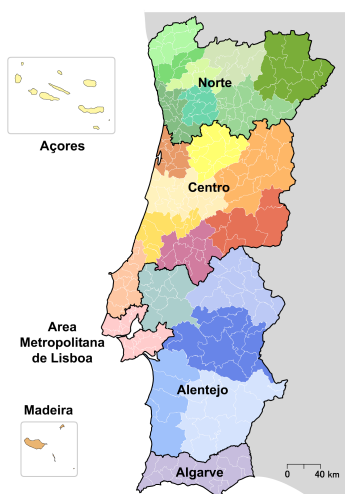 Norte
Açores
Centro
Area
Metropolitana
de Lisboa
Alentejo
Madeira
Algarve
0 40 km